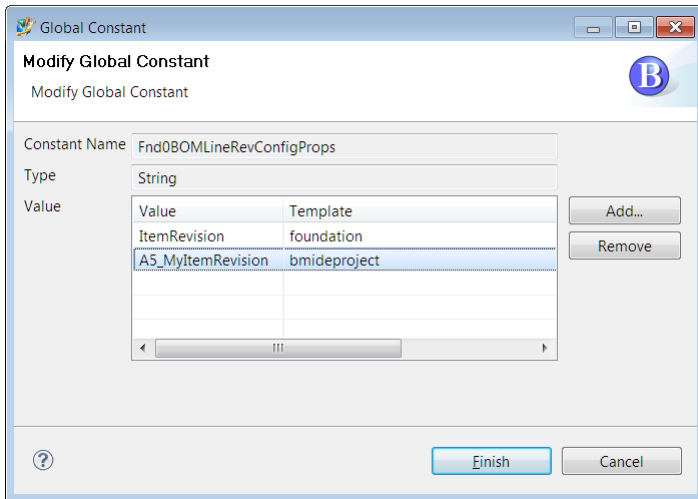 Global Constant
Modify Global Constant
Modify Global Constant
B
Constant Name Fnd0BOMLineRevConfigProps
Type String
Value
Value Template
ItemRevision foundation
A5_MyItemRevision bmideproject
Add...
Remove
?
Finish Cancel